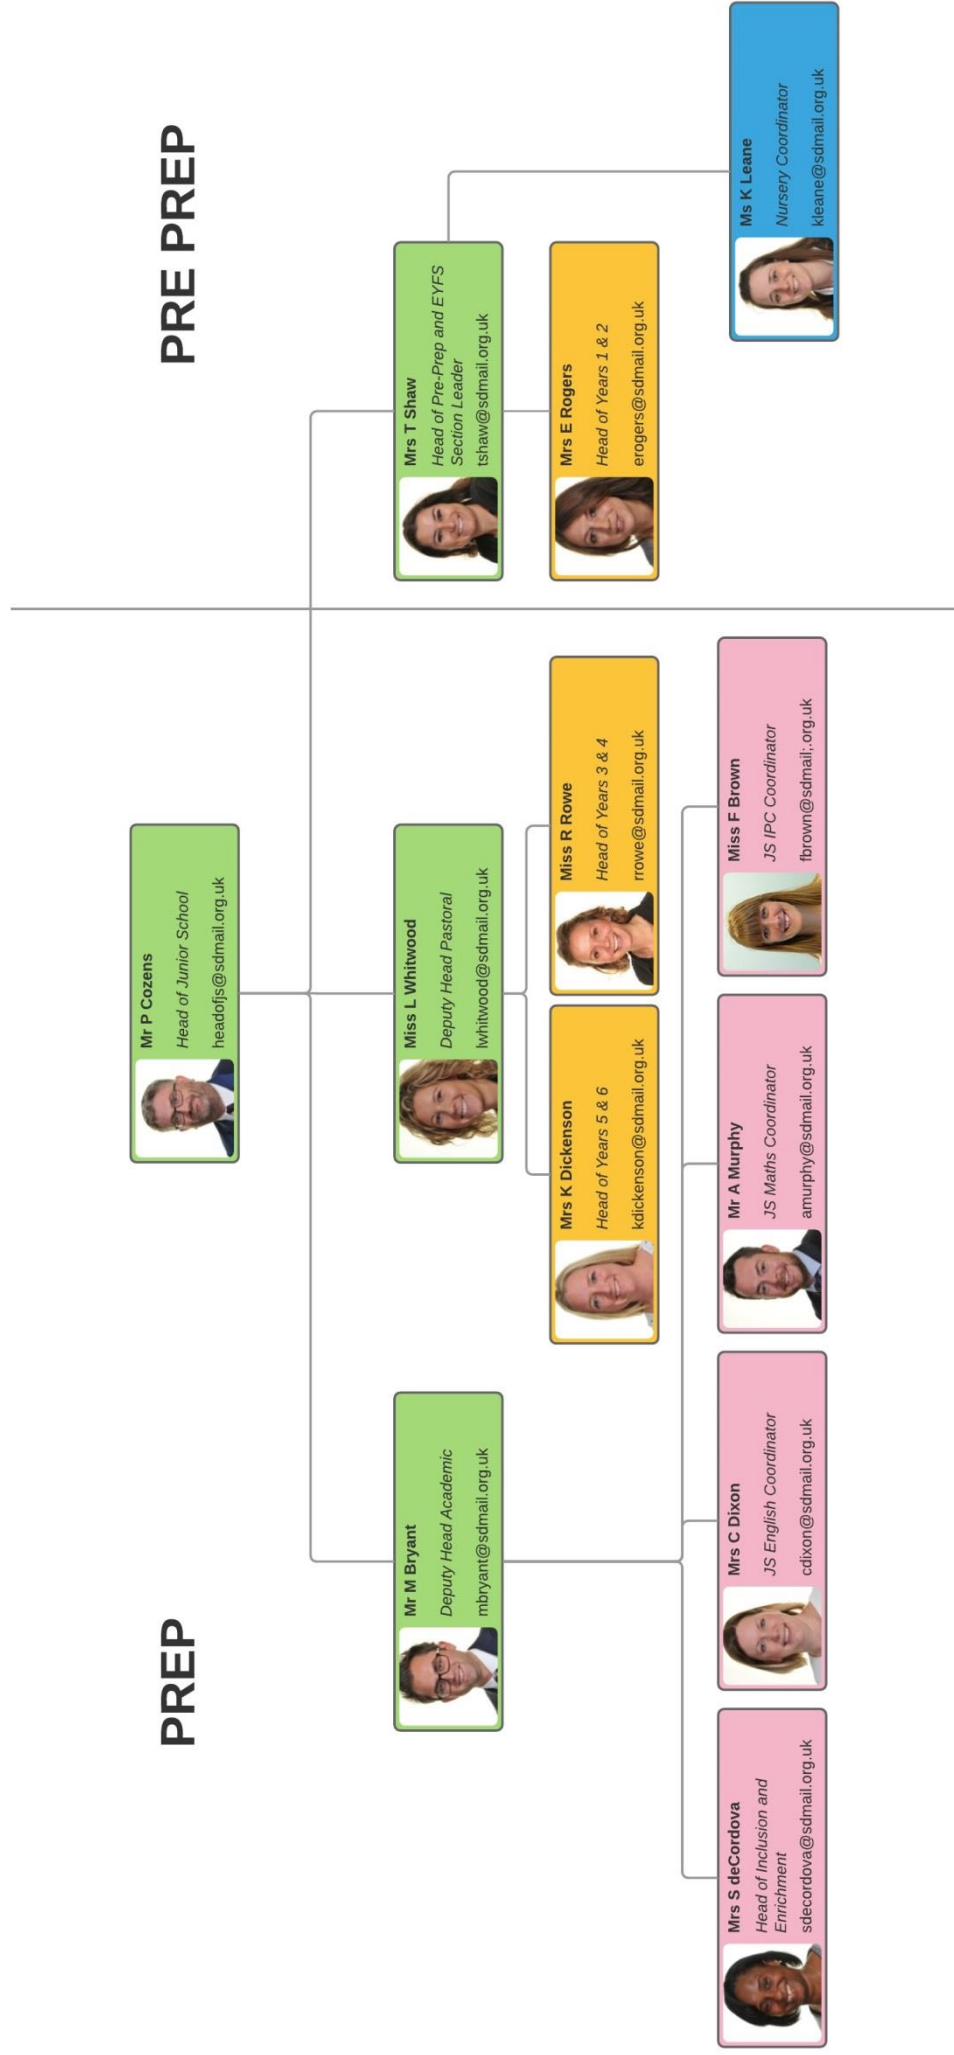 PREP
PRE PREP
Mr P Cozens
Head of Junior School
headofjs@sdmail.org.uk
Mr M Bryant
Deputy Head Academic
mbryant@sdmail.org.uk
Miss L Whitwood
Deputy Head Pastoral
lwhitwood@sdmail.org.uk
Mrs T Shaw
Head of Pre-Prep and EYFS
Section Leader
tshaw@sdmail.org.uk
Mrs K Dickenson
Head of Years 5 & 6
kdickenson@sdmail.org.uk
Miss R Rowe
Head of Years 3 & 4
rrowe@sdmail.org.uk
Mrs E Rogers
Head of Years 1 & 2
erogers@sdmail.org.uk
Mrs S deCordova
Head of Inclusion and
Enrichment
sdecordova@sdmail.org.uk
Mrs C Dixon
JS English Coordinator
cdixon@sdmail.org.uk
Mr A Murphy
JS Maths Coordinator
amurphy@sdmail.org.uk
Miss F Brown
JS IPC Coordinator
fbrown@sdmail;.org.uk
Ms K Leane
Nursery Coordinator
kleane@sdmail.org.uk